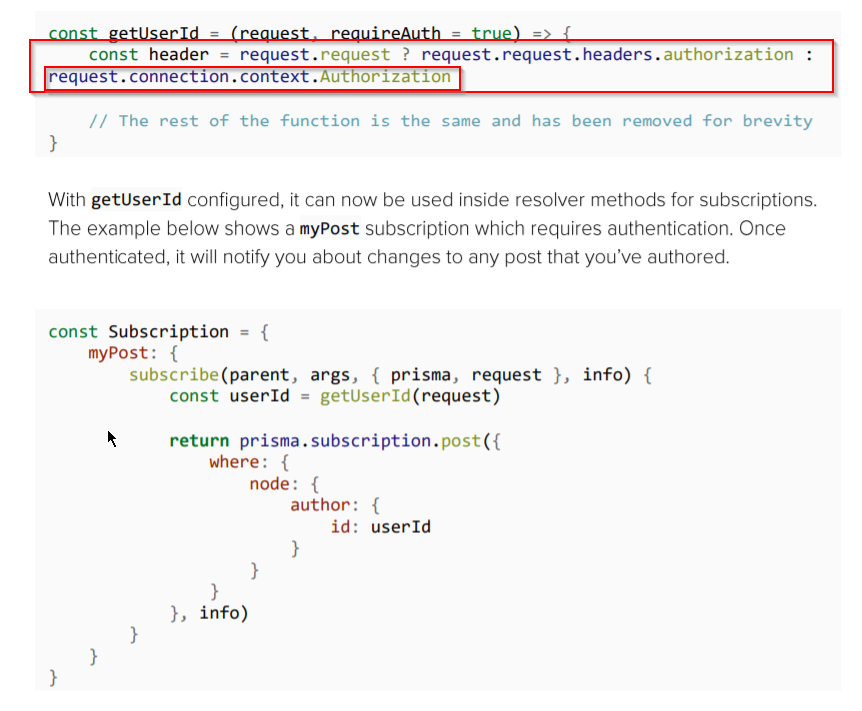 const getUserId = (request, requireAuth = true) => {
    const header = request.request ? request.request.headers.authorization :
request.connection.context.Authorization
    // The rest of the function is the same and has been removed for brevity
}
With getUserId configured, it can now be used inside resolver methods for subscriptions.
The example below shows a myPost subscription which requires authentication. Once
authenticated, it will notify you about changes to any post that you’ve authored.
const Subscription = {
    myPost: {
        subscribe(parent, args, { prisma, request }, info) {
            const userId = getUserId(request)
            return prisma.subscription.post({
                where: {
                    node: {
                        author: {
                            id: userId
                        }
                    }
                }
            }, info)
        }
    }
}